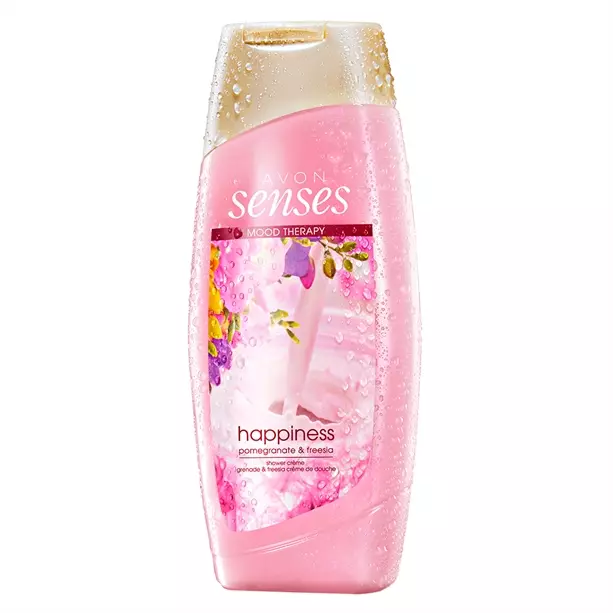 AVON
senses
MOOD THERAPY
happiness
pomegranate & freesia
shower crème
grenade & freesia crème de douche